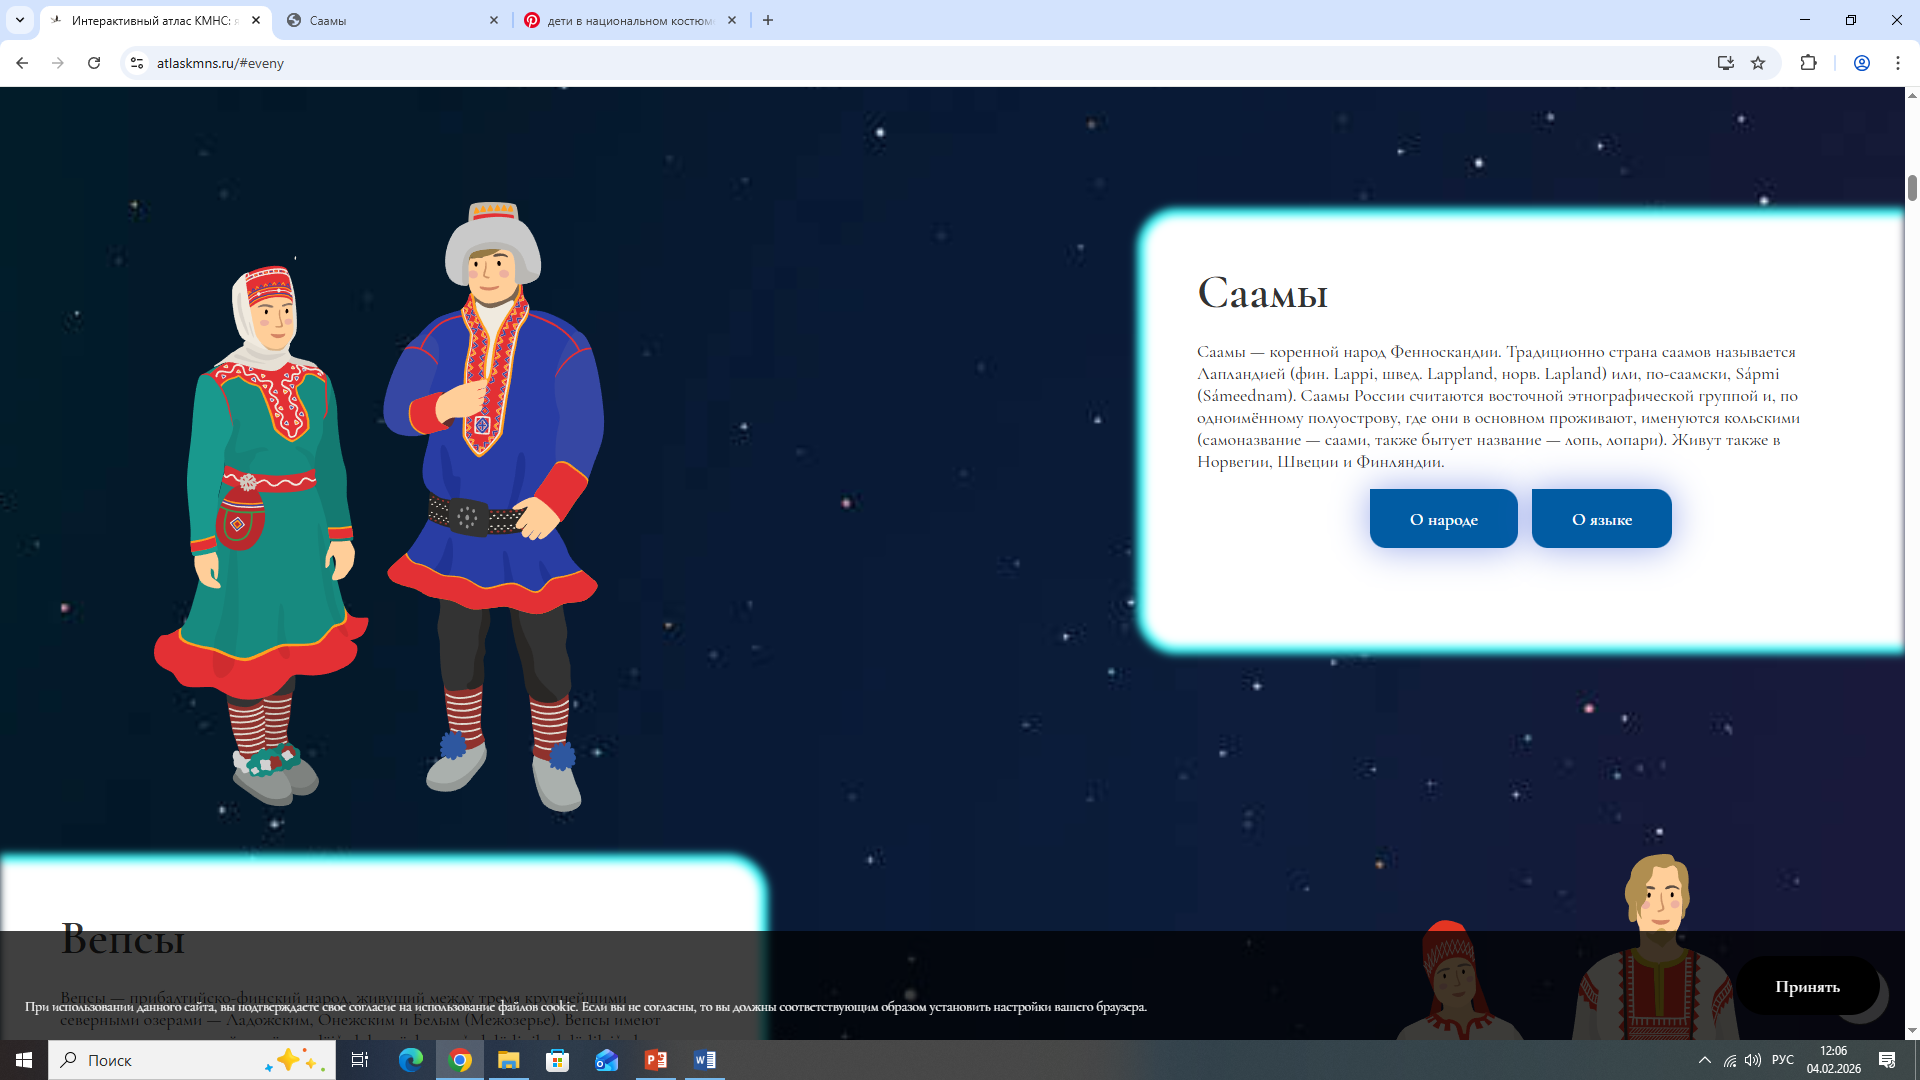 Интерактивный атлас КМНС: я
Саамы
дети в национальном костюме
atlaskmns.ru/#eveny
Саамы
Саамы — коренной народ Фенноскандии. Традиционно страна саамов называется
Лапландией (фин. Lappi, швед. Lappland, норв. Lapland) или, по-саамски, Sápmi
(Sámeednam). Саамы России считаются восточной этнографической группой и, по
одноимённому полуострову, где они в основном проживают, именуются кольскими
(самоназвание — саами, также бытует название — лопь, лопари). Живут также в
Норвегии, Швеции и Финляндии.
О народе
О языке
Вепсы
Вепсы — прибалтийско-финский народ, живущий между тремя крупнейшими
При использовании данного сайта, вы подтверждаете свое согласие на использование файлов cookie. Если вы не согласны, то вы должны соответствующим образом установить настройки вашего браузера.
северными озерами — Ладожским, Онежским и Белым (Межозерье). Вепсы имеют
Принять
Поиск
РУС
12:06
04.02.2026